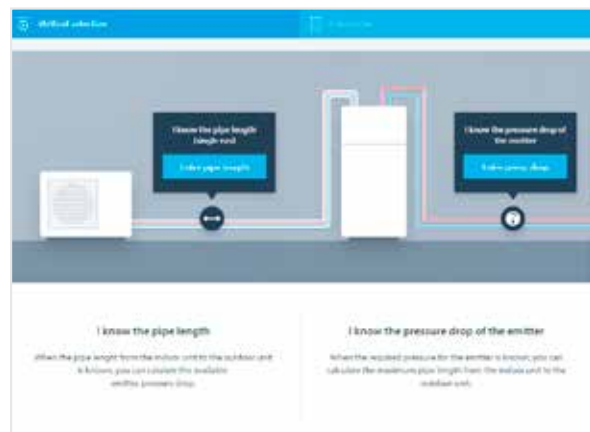 Method selection
I know the pipe length
(single run)
Enter pipe length
I know the pressure drop of
the emitter
Enter press. drop
I know the pipe length
I know the pressure drop of the emitter
When the pipe lenght from the indoor unit to the outdoor unit
is known, you can calculate the available
emitter pressure drop.
When the required pressure for the emitter is known, you can
calculate the maximum pipe length from the indoor unit to the
outdoor unit.